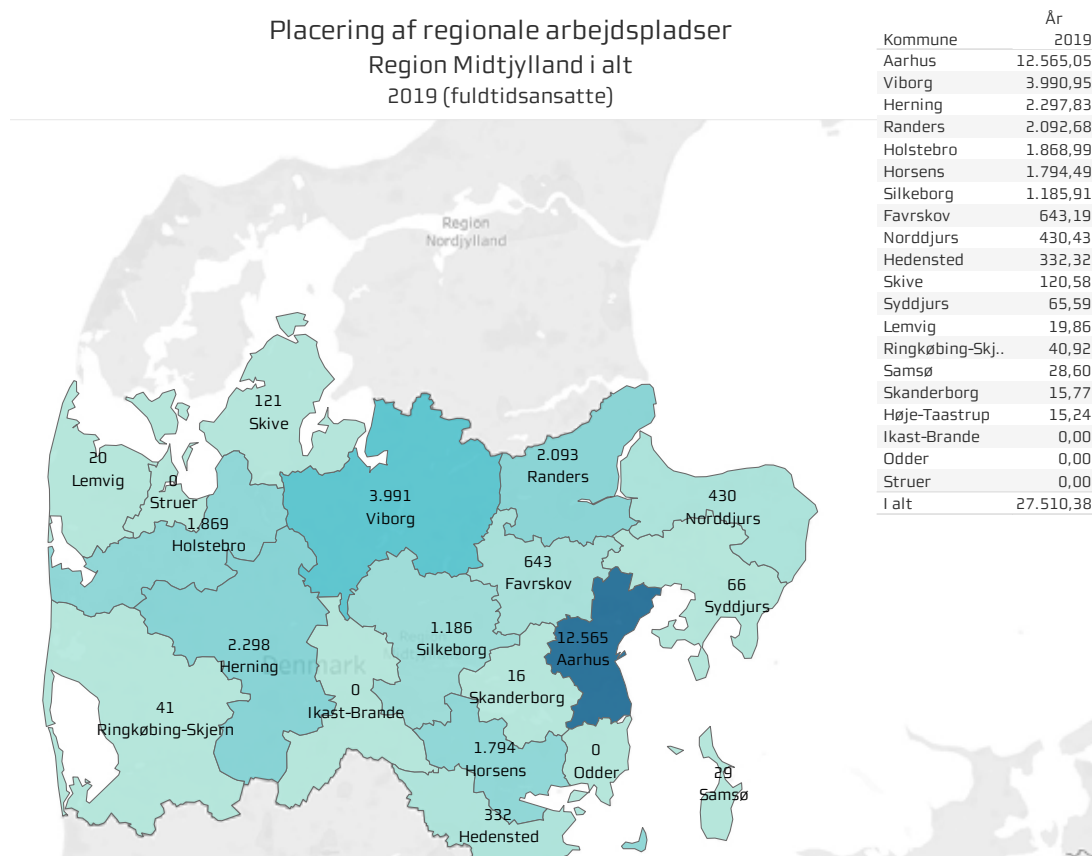 Placering af regionale arbejdspladser
Region Midtjylland i alt
2019 (fuldtidsansatte)
År
Kommune 2019
Aarhus 12.565,05
Viborg 3.990,95
Herning 2.297,83
Randers 2.092,68
Holstebro 1.868,99
Horsens 1.794,49
Silkeborg 1.185,91
Favrskov 643,19
Norddjurs 430,43
Hedensted 332,32
Skive 120,58
Syddjurs 65,59
Lemvig 19,86
Ringkøbing-Skj.. 40,92
Samsø 28,60
Skanderborg 15,77
Høje-Taastrup 15,24
Ikast-Brande 0,00
Odder 0,00
Struer 0,00
I alt 27.510,38
Region
Nordjylland
121
Skive
20
Lemvig
0
Struer
1.869
Holstebro
3.991
Viborg
2.093
Randers
430
Norddjurs
643
Favrskov
66
Syddjurs
12.565
Aarhus
1.186
Silkeborg
2.298
Herning
Denmark
16
Skanderborg
0
Ikast-Brande
41
Ringkøbing-Skjern
1.794
Horsens
0
Odder
29
Samsø
332
Hedensted